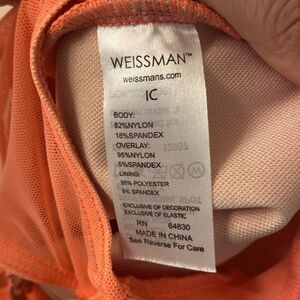 WEISSMAN™
weissmans.com
IC
BODY:
82%NYLON
18%SPANDEX
OVERLAY:
95%NYLON
5%SPANDEX
LINING:
95% POLYESTER
5% SPANDEX
EXCLUSIVE OF DECORATION
EXCLUSIVE OF ELASTIC
RN 64830
MADE IN CHINA
See Reverse For Care